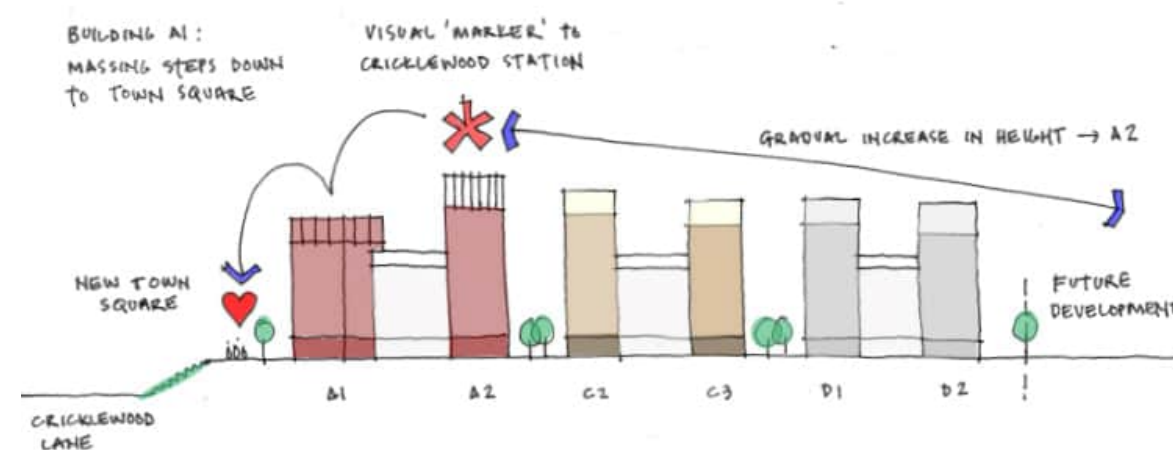 BUILDING A1:
MASSING STEPS DOWN
TO TOWN SQUARE
VISUAL 'MARKER' TO
CRICKLEWOOD STATION
GRADUAL INCREASE IN HEIGHT → A2
NEW TOWN
SQUARE
FUTURE
DEVELOPMENT
A1
A2
C2
C3
D1
D2
CRICKLEWOOD
LANE